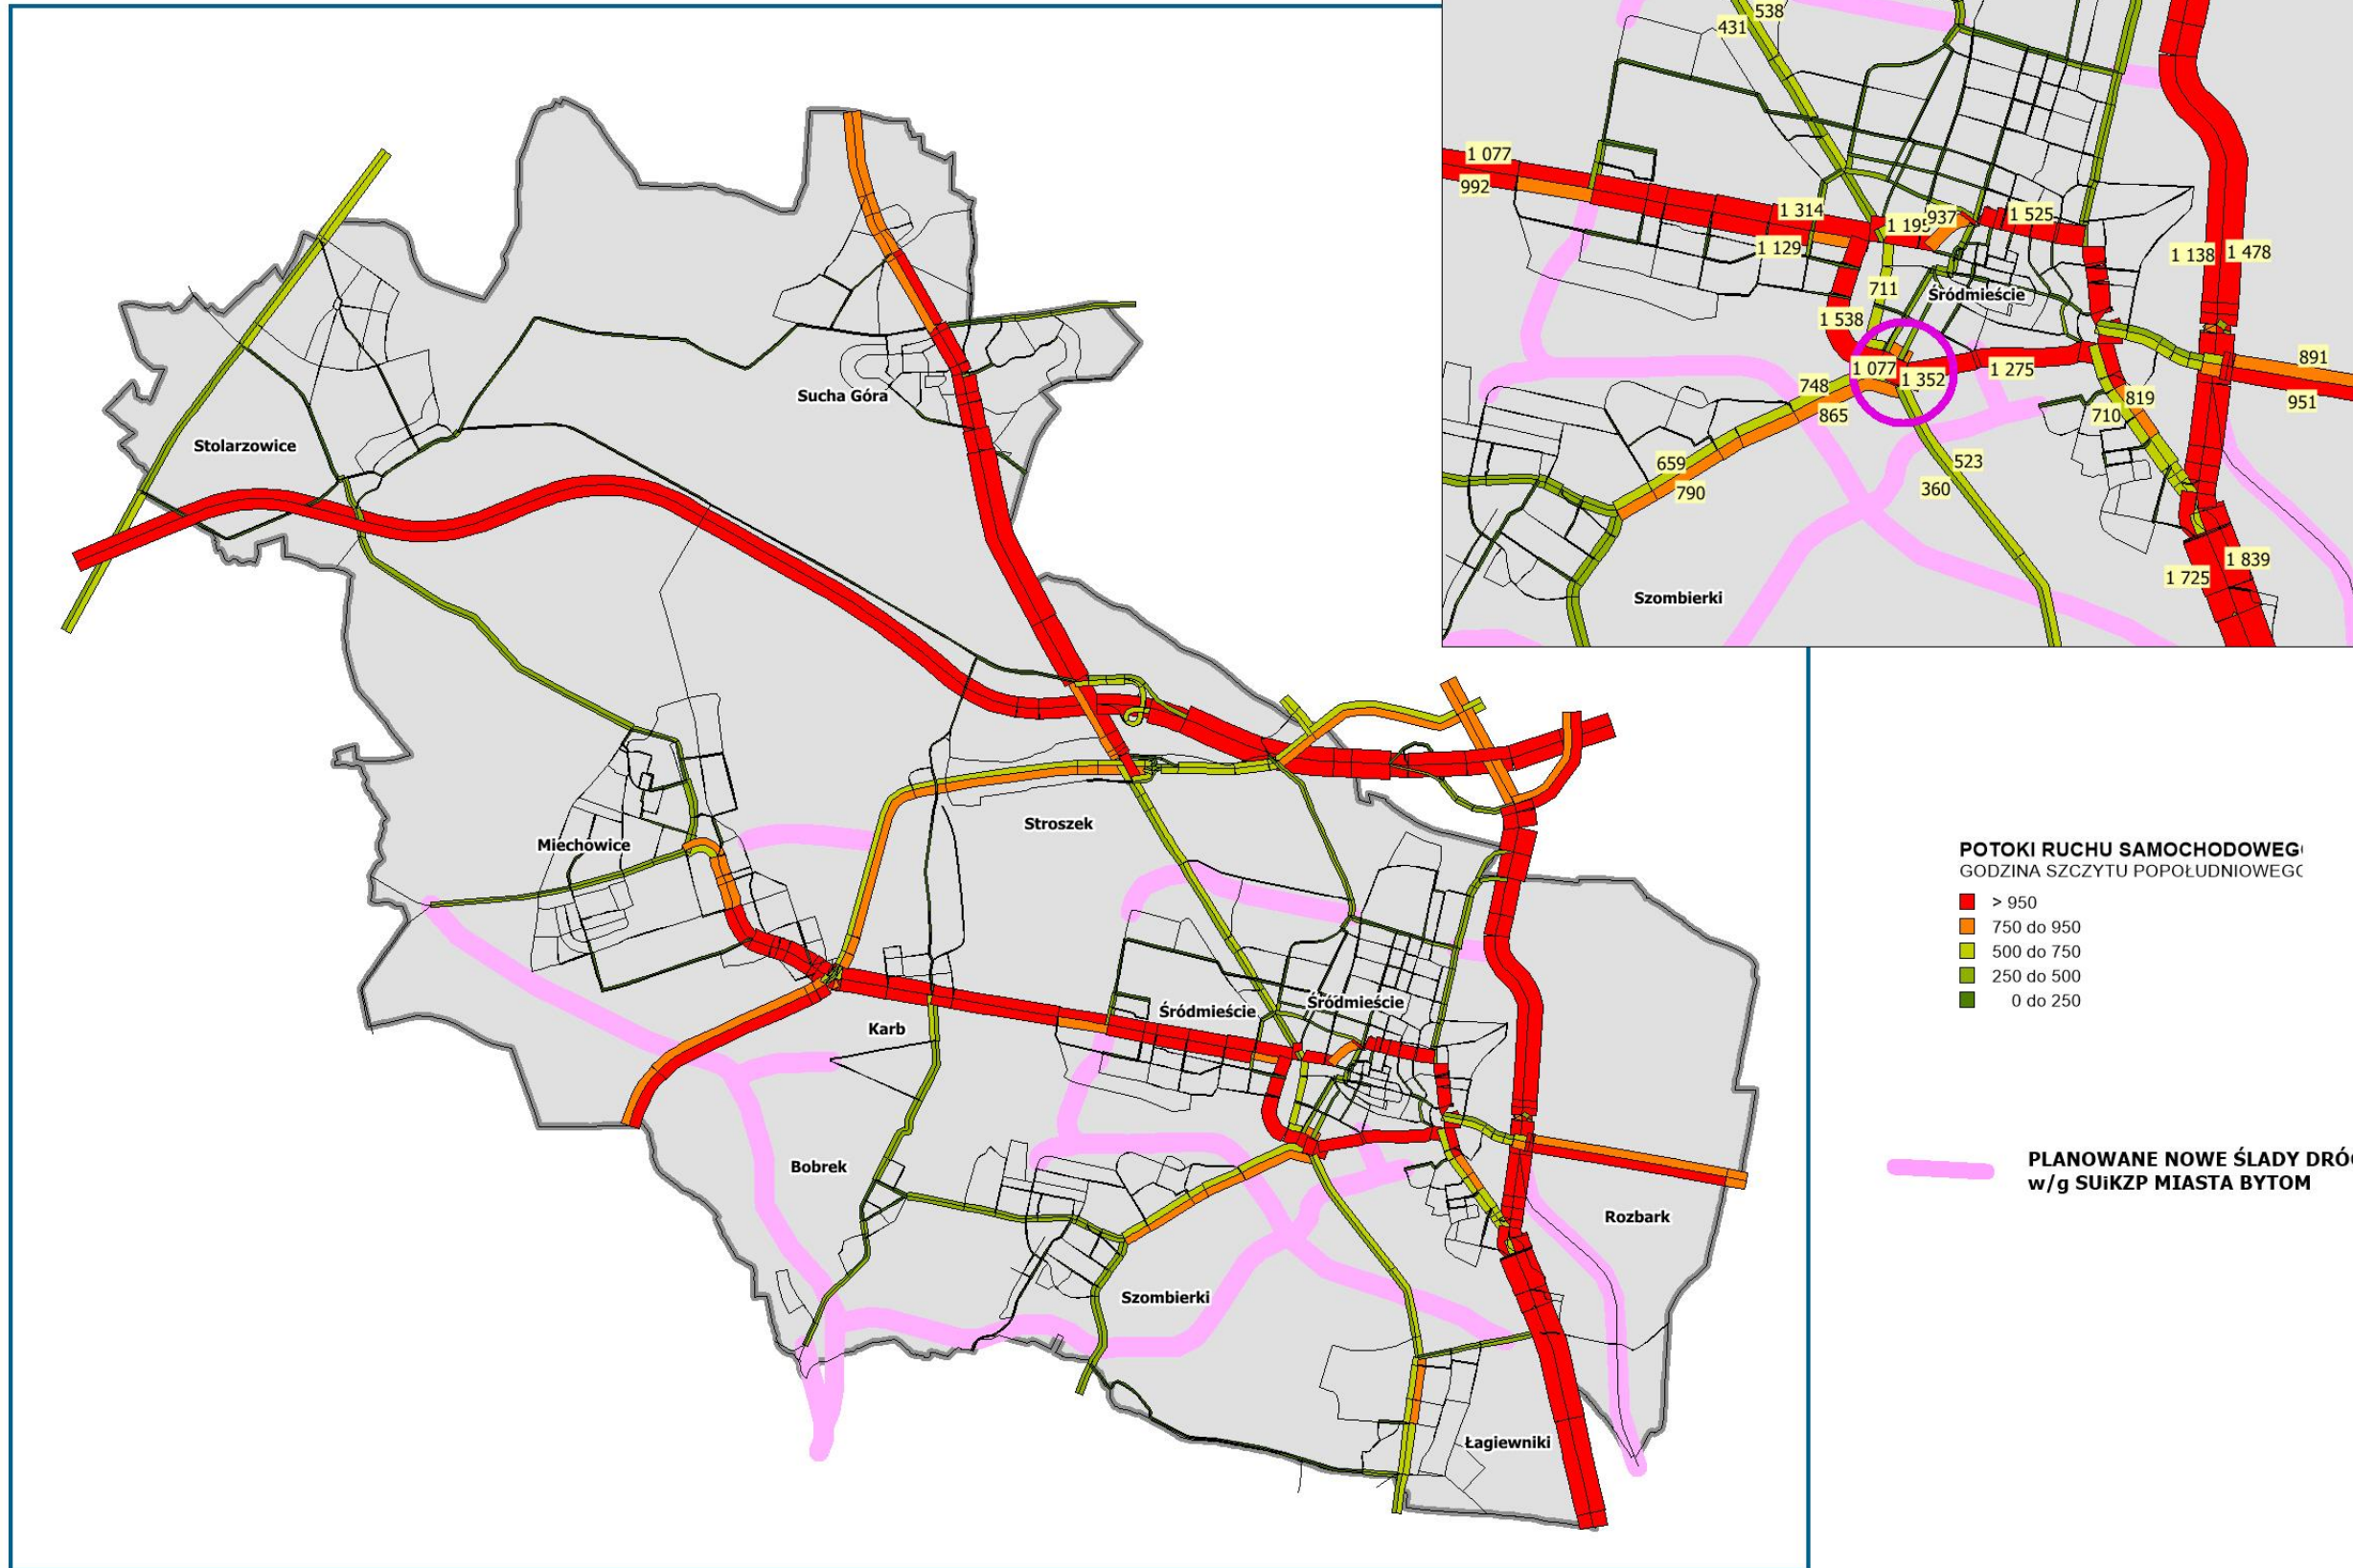 538
431
1 077
992
1 314
1 195
937
1 525
1 129
1 138
1 478
711
Śródmieście
1 538
1 077
1 352
1 275
891
951
748
865
819
710
659
790
523
360
1 839
1 725
Szombierki
Sucha Góra
Stolarzowice
Stroszek
Miechowice
Śródmieście
Śródmieście
Karb
Bobrek
Rozbark
Szombierki
Łagiewniki
POTOKI RUCHU SAMOCHODOWEG
GODZINA SZCZYTU POPOŁUDNIOWEGO
> 950
750 do 950
500 do 750
250 do 500
0 do 250
PLANOWANE NOWE ŚLADY DRÓ
w/g SUiKZP MIASTA BYTOM